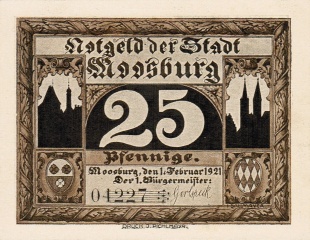 Notgeld der Stadt
Moosburg
25
Pfennige.
Moosburg, den 1. Februar 1921
Der 1. Bürgermeister:
04227